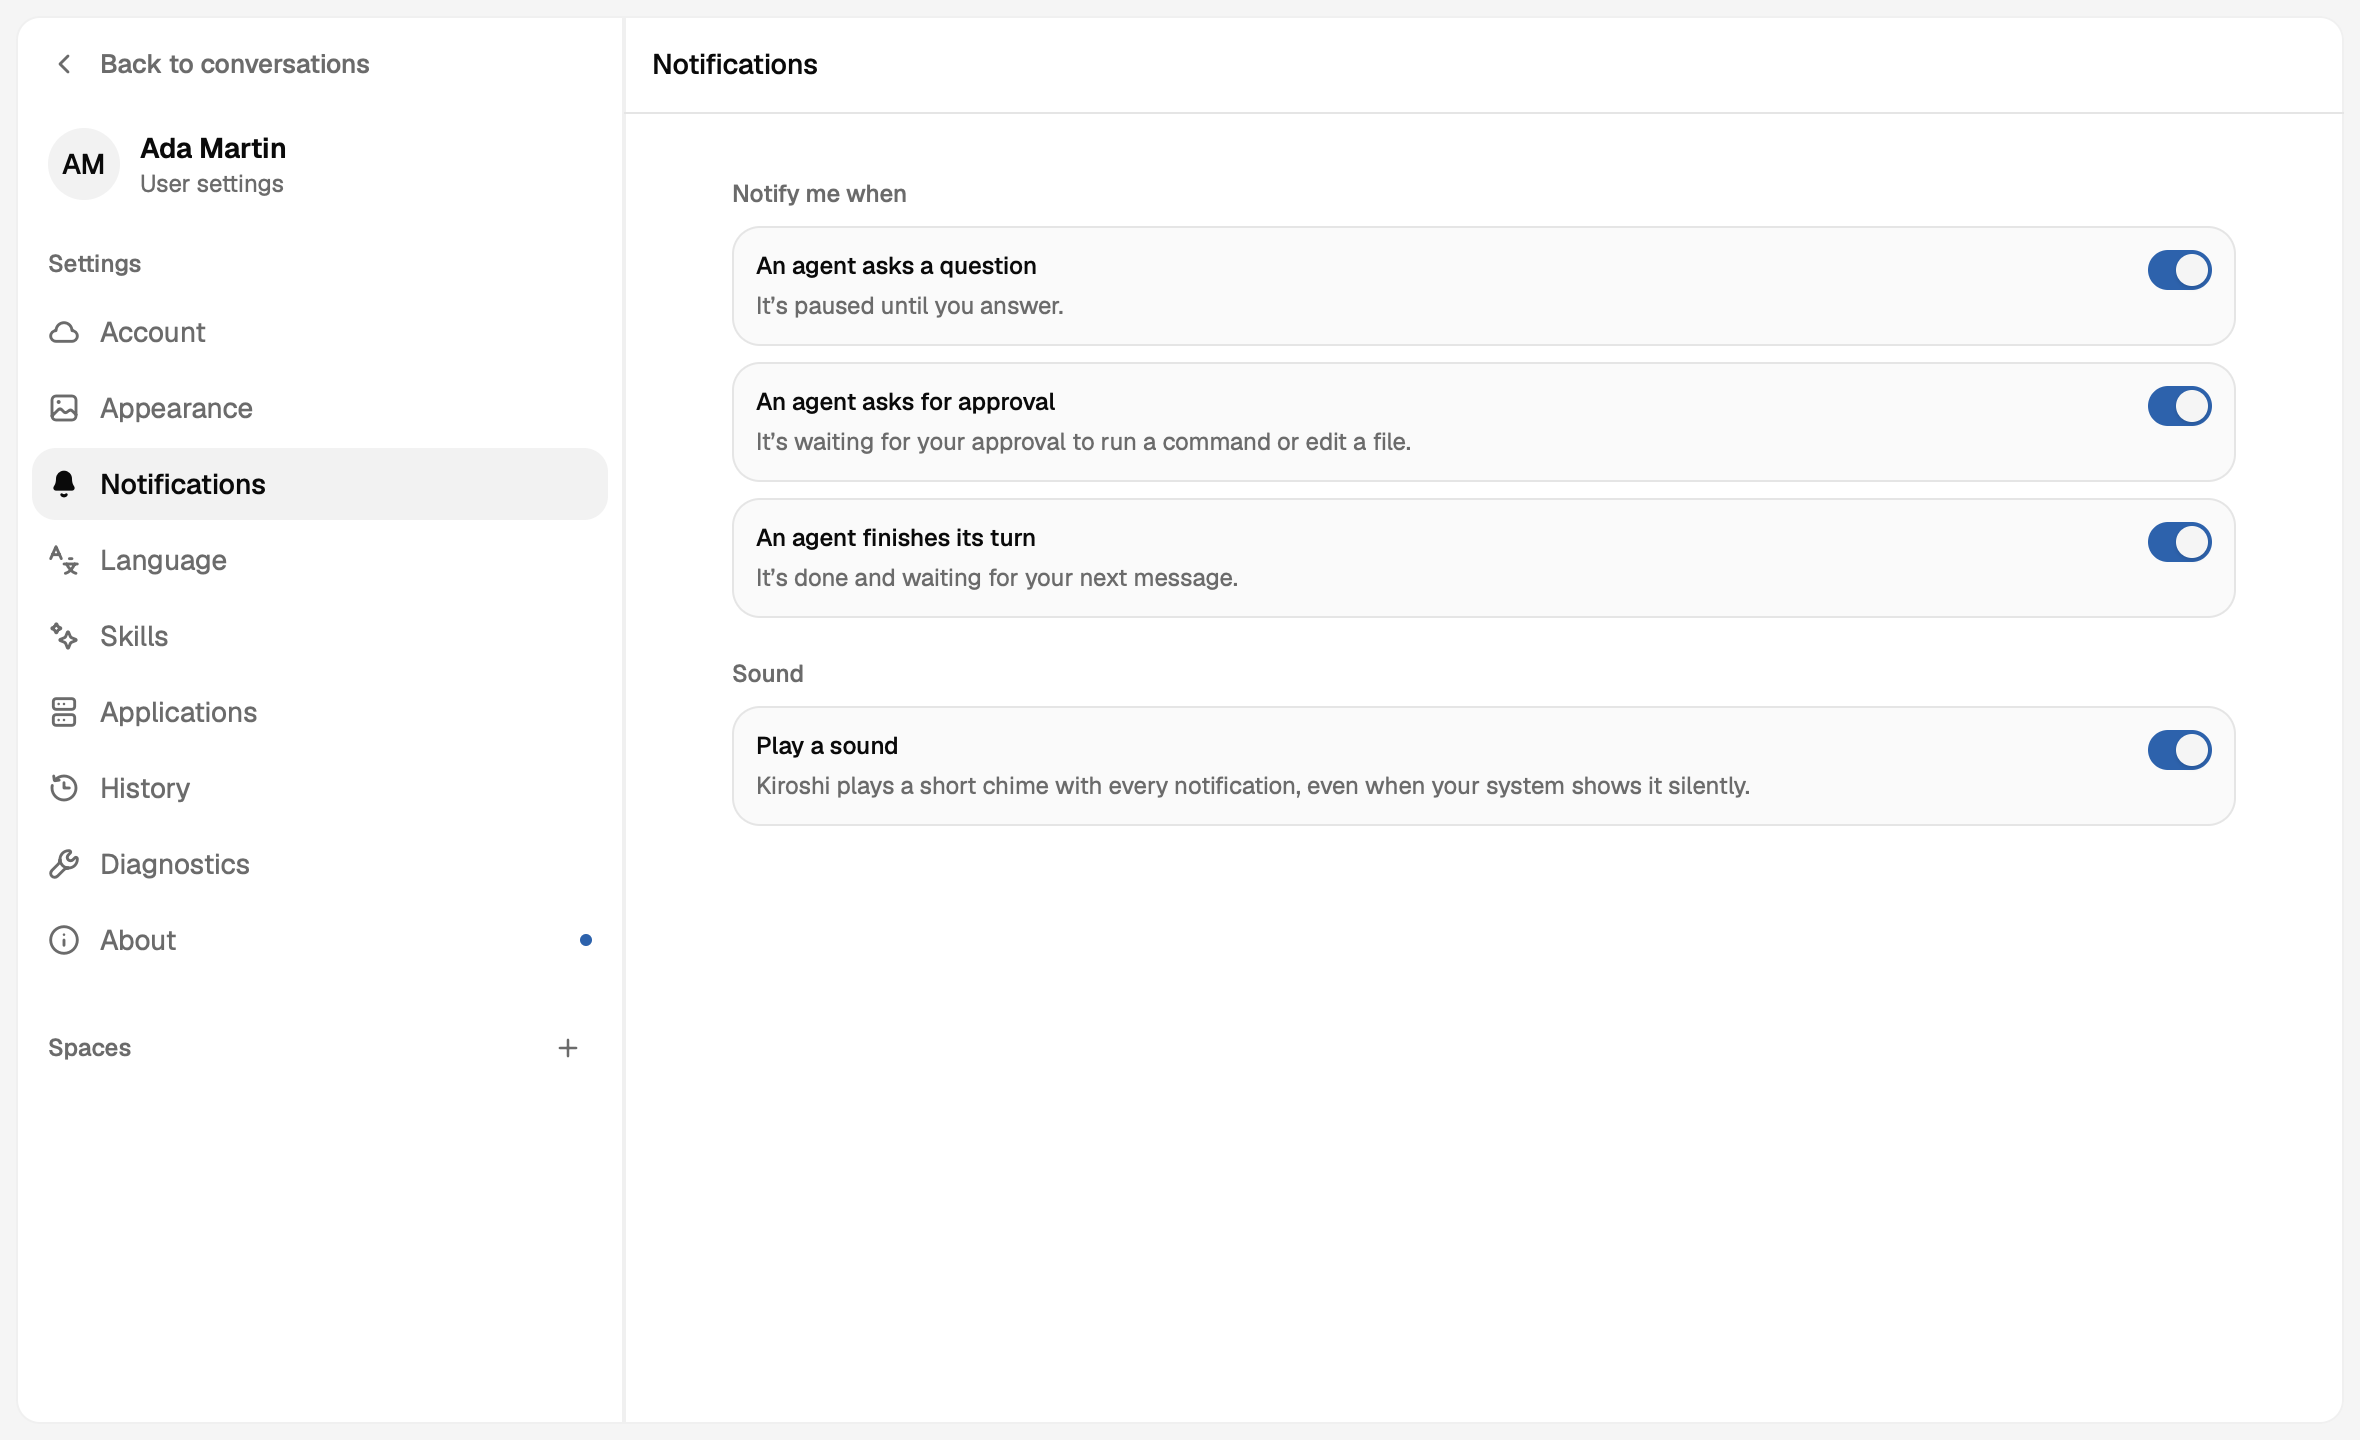 Back to conversations
AM
Ada Martin
User settings
Settings
Account
Appearance
Notifications
Language
Skills
Applications
History
Diagnostics
About
Spaces
Notifications
Notify me when
An agent asks a question
It’s paused until you answer.
An agent asks for approval
It’s waiting for your approval to run a command or edit a file.
An agent finishes its turn
It’s done and waiting for your next message.
Sound
Play a sound
Kiroshi plays a short chime with every notification, even when your system shows it silently.